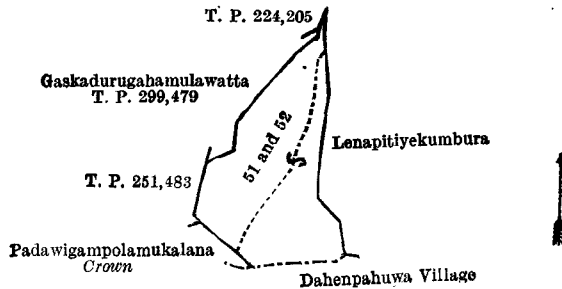 T. P. 224,205
Gaskadurugahamulawatta
T. P. 299,479
51 and 52
Lenapitiyekumbura
T. P. 251,483
Padawigampolamukalana
Crown
Dahenpahuwa Village